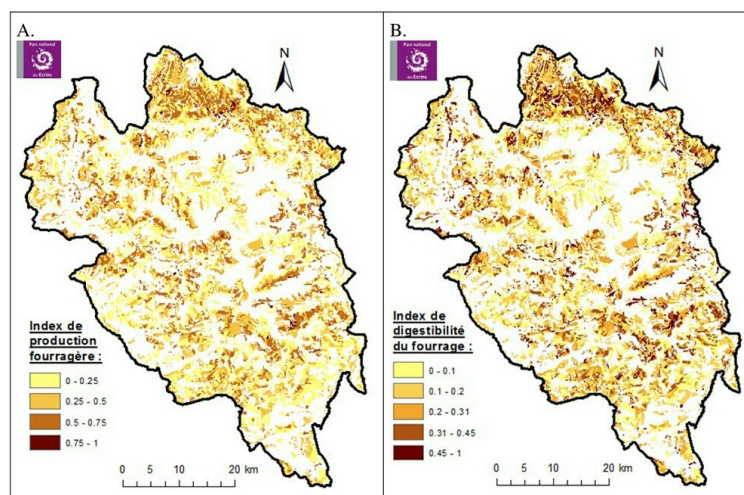 A.
Parc national
des Ecrins
N
Index de
production
fourragère :
0 - 0.25
0.25 - 0.5
0.5 - 0.75
0.75 - 1
0 5 10 20 km
B.
Parc national
des Ecrins
N
Index de
digestibilité
du fourrage :
0 - 0.1
0.1 - 0.2
0.2 - 0.31
0.31 - 0.45
0.45 - 1
0 5 10 20 km